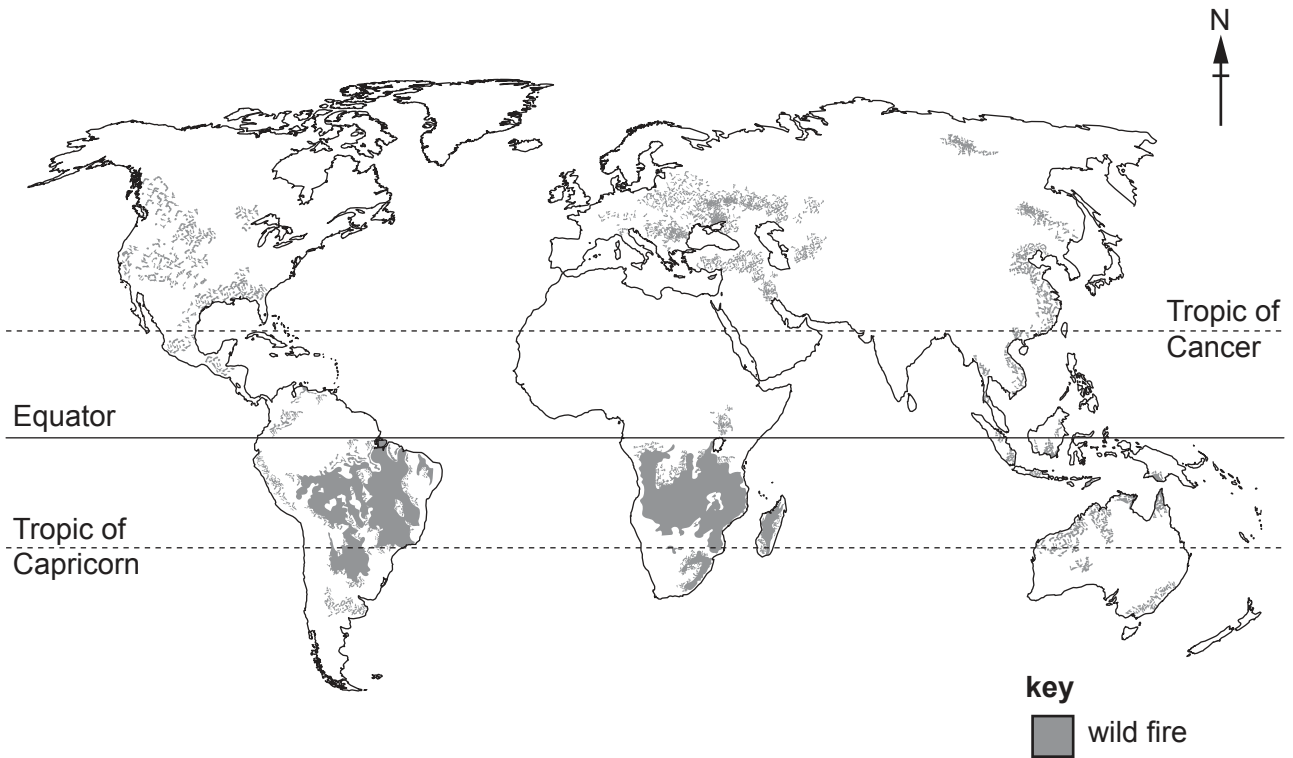 N
Tropic of
Cancer
Equator
Tropic of
Capricorn
key
wild fire